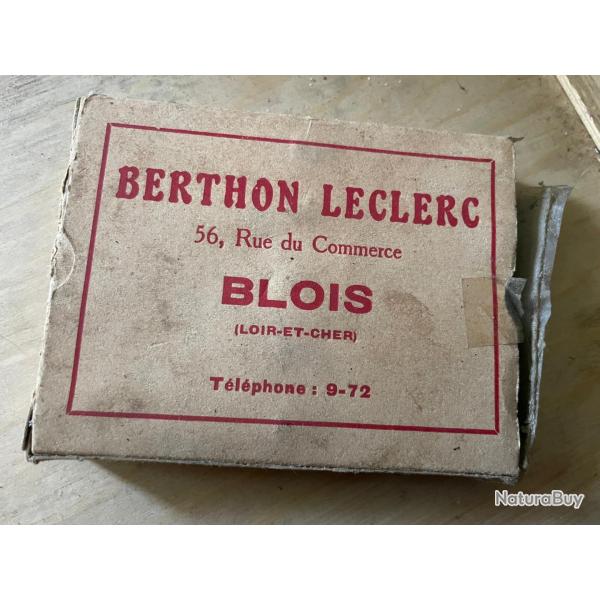 BERTHON LECLERC
56, Rue du Commerce
BLOIS
(LOIR-ET-CHER)
Téléphone : 9-72
NaturaBuy